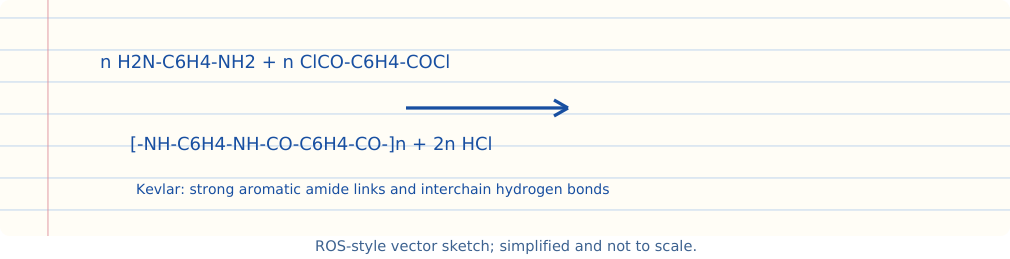 n H2N-C6H4-NH2 + n ClCO-C6H4-COCl
[-NH-C6H4-NH-CO-C6H4-CO-]n + 2n HCl
Kevlar: strong aromatic amide links and interchain hydrogen bonds
ROS-style vector sketch; simplified and not to scale.